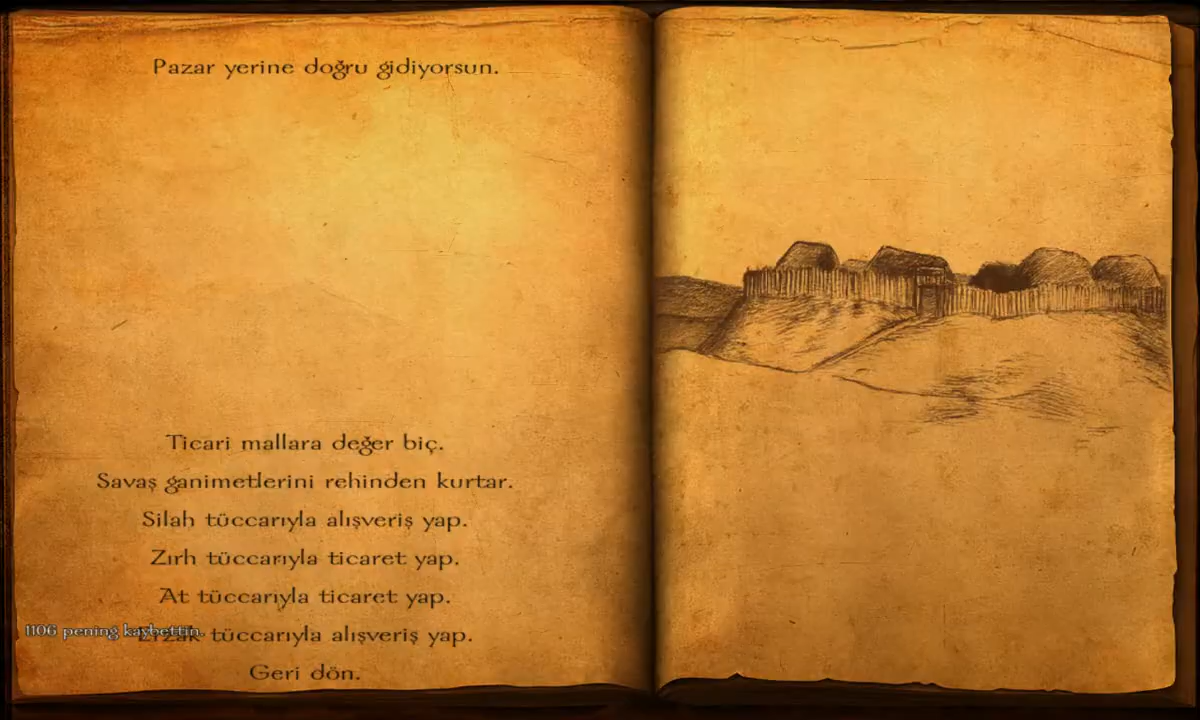 Pazar yerine doğru gidiyorsun.
Ticari mallara değer biç.
Savaş ganimetlerini rehinden kurtar.
Silah tüccarıyla alışveriş yap.
Zırh tüccarıyla ticaret yap.
At tüccarıyla ticaret yap.
1106 pening kaybettin.
Erzak tüccarıyla alışveriş yap.
Geri dön.